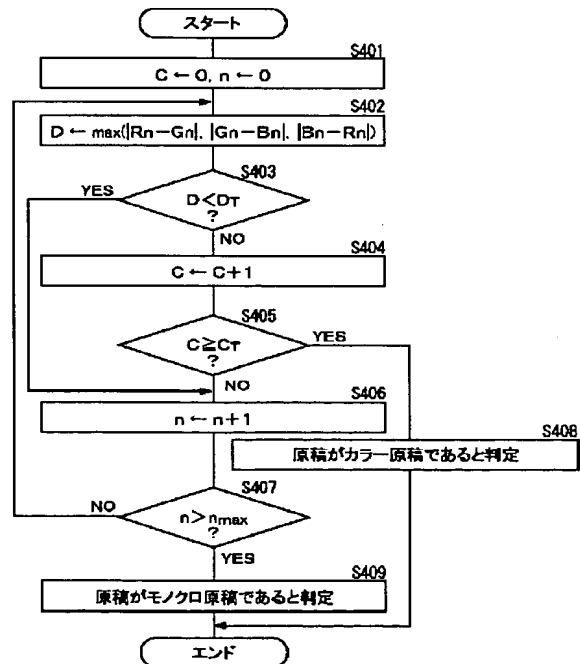 スタート
S401
C ← 0, n ← 0
S402
D ← max(|Rn−Gn|, |Gn−Bn|, |Bn−Rn|)
S403
YES
D<DT
?
NO
S404
C ← C+1
S405
YES
C≧CT
?
NO
S406
n ← n+1
S408
原稿がカラー原稿であると判定
S407
NO
n>nmax
?
YES
S409
原稿がモノクロ原稿であると判定
エンド